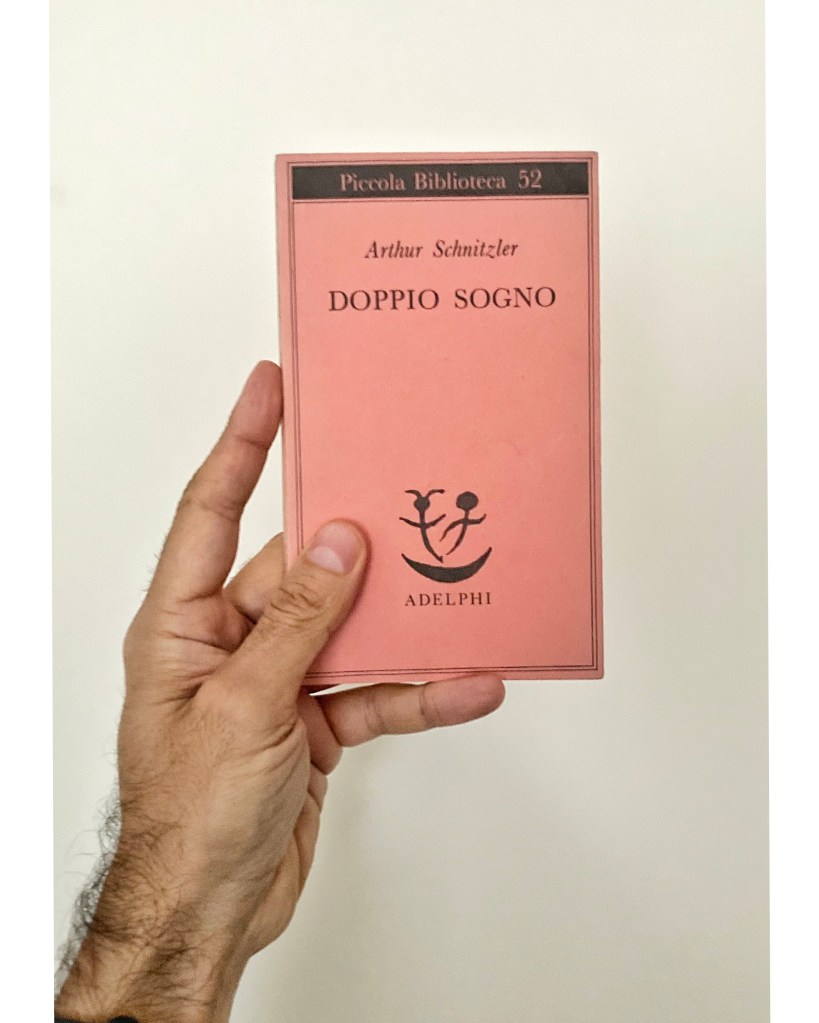 Piccola Biblioteca 52
Arthur Schnitzler
DOPPIO SOGNO
ADELPHI